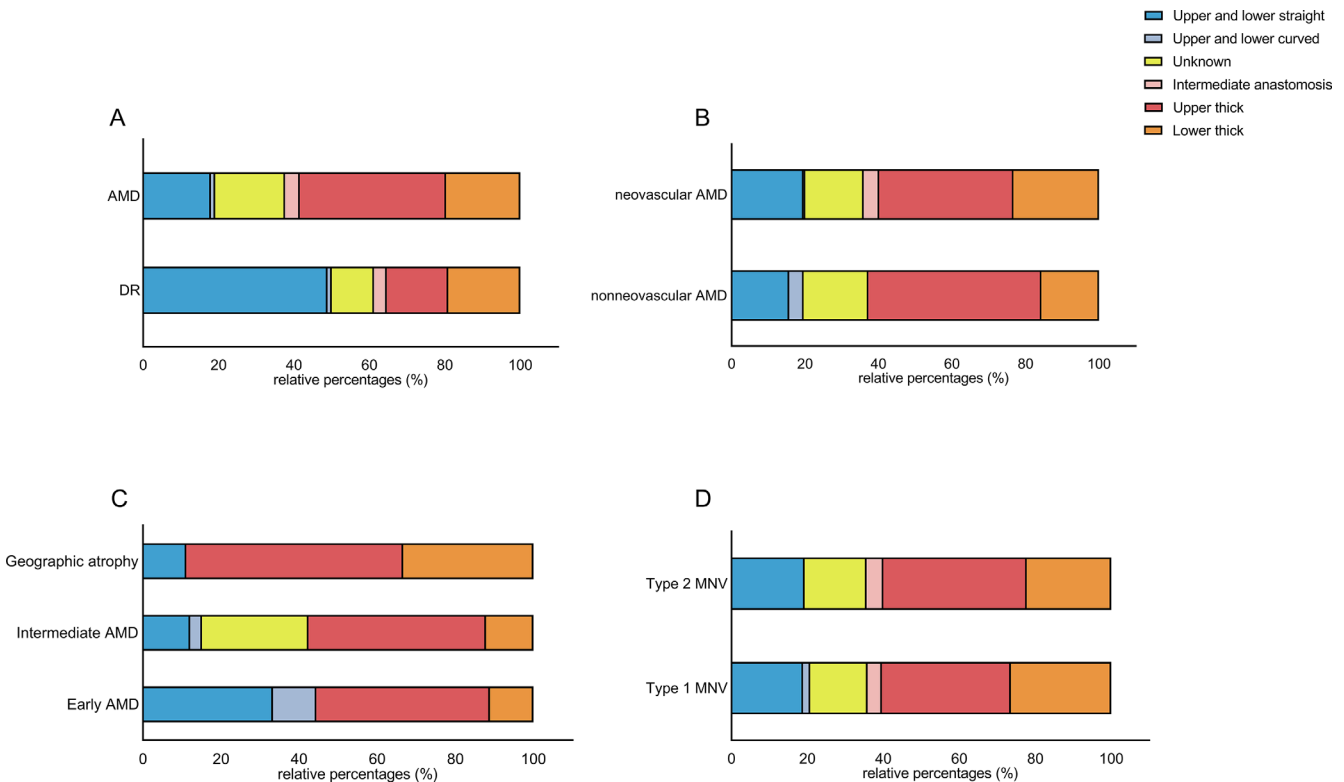 Upper and lower straight
Upper and lower curved
Unknown
Intermediate anastomosis
Upper thick
Lower thick
A
AMD
DR
0 20 40 60 80 100
relative percentages (%)
B
neovascular AMD
nonneovascular AMD
0 20 40 60 80 100
relative percentages (%)
C
Geographic atrophy
Intermediate AMD
Early AMD
0 20 40 60 80 100
relative percentages (%)
D
Type 2 MNV
Type 1 MNV
0 20 40 60 80 100
relative percentages (%)